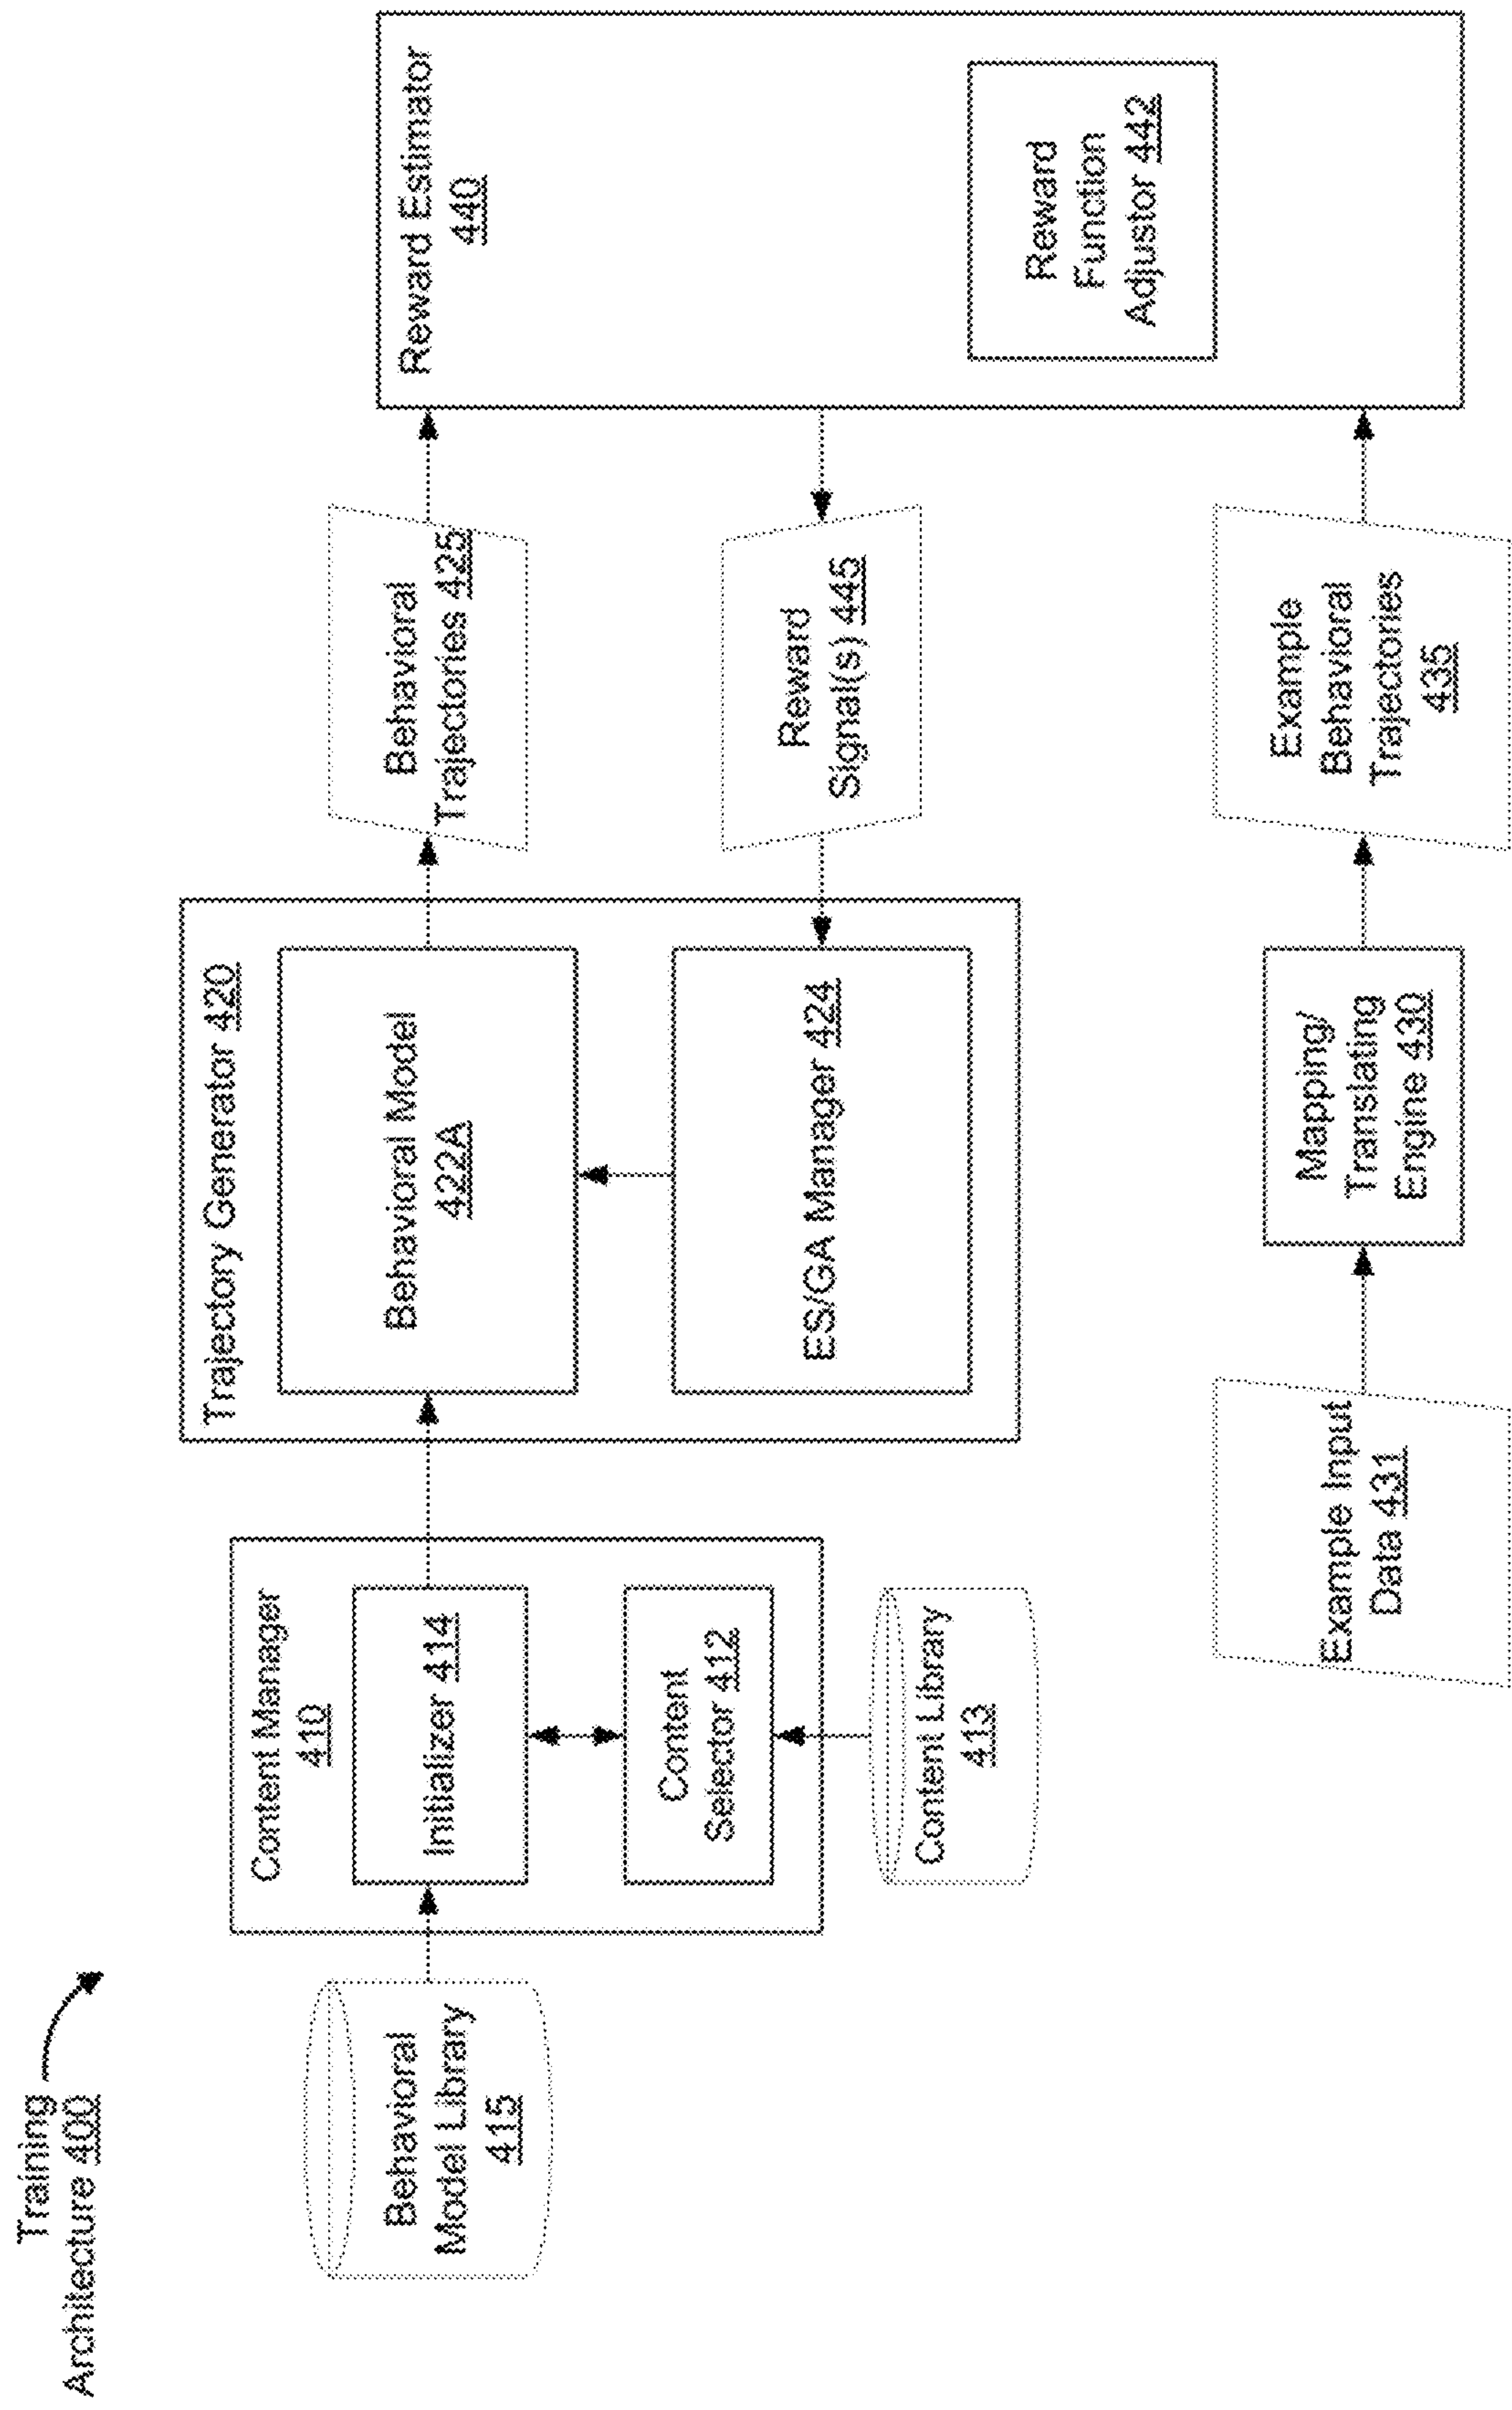 Training
Architecture 400
Behavioral
Model Library
415
Content Manager
410
Initializer 414
Content
Selector 412
Content Library
413
Trajectory Generator 420
Behavioral Model
422A
ES/GA Manager 424
Behavioral
Trajectories 425
Reward
Signal(s) 445
Reward Estimator
440
Reward
Function
Adjustor 442
Example Input
Data 431
Mapping/
Translating
Engine 430
Example
Behavioral
Trajectories
435